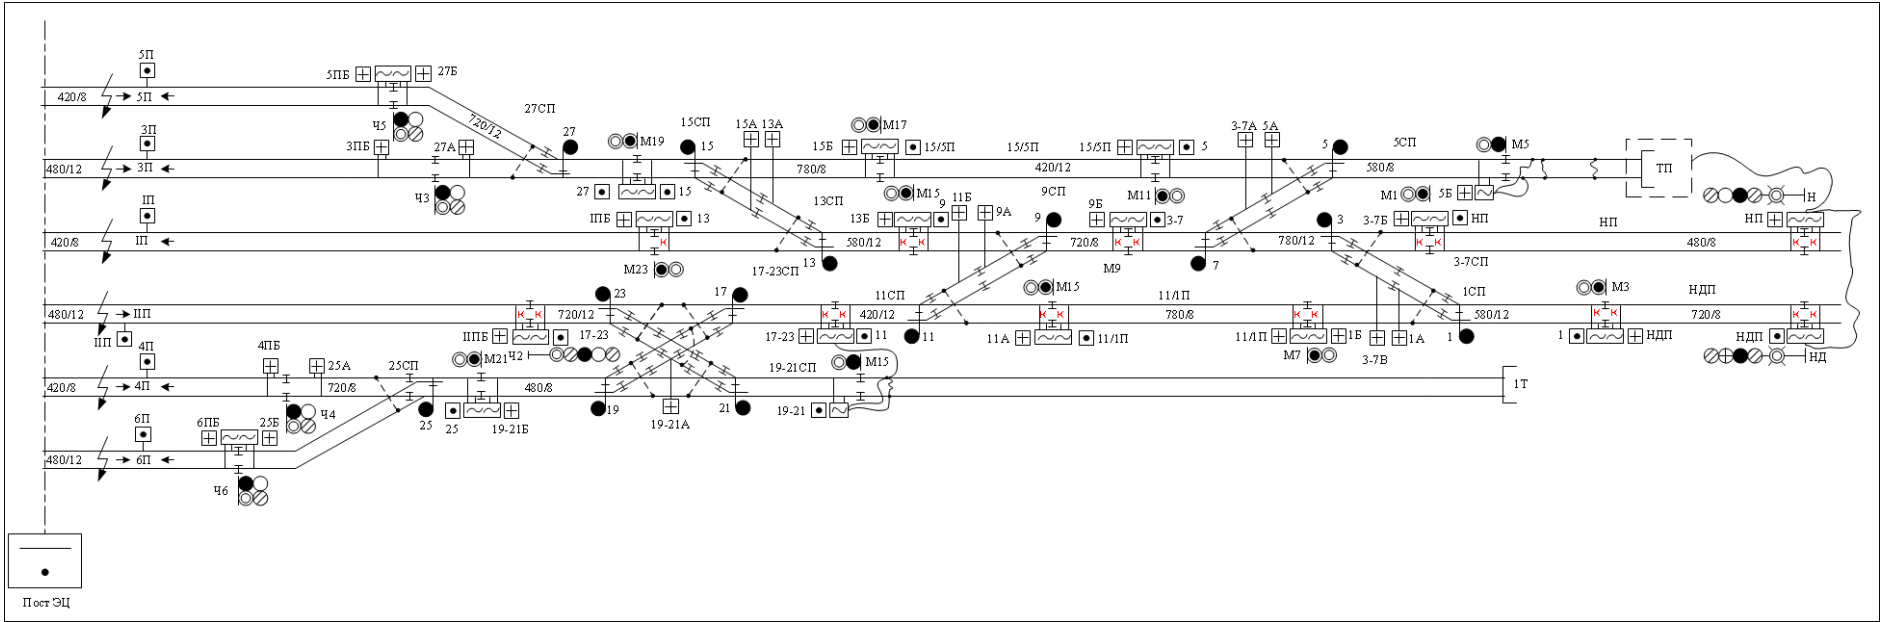 5П
5ПБ
27Б
420/8
5П
27СП
720/12
Ч5
27
М19
15СП
15А
13А
М17
3П
3ПБ
27А
15
15Б
15/5П
15/5П
15/5П
5
3-7А
5А
5
5СП
М5
480/12
3П
780/8
420/12
580/8
ТП
Ч3
27
15
М15
М11
М1
5Б
Н
IП
IПБ
13
13СП
13Б
9
11Б
9А
9СП
9
9Б
3-7
3
3-7Б
НП
НП
НП
420/8
IП
580/12
720/8
780/12
480/8
М23
17-23СП
13
М9
7
3-7СП
23
17
11СП
М15
11/1П
1СП
М3
НДП
480/12
IIП
720/12
420/12
780/8
580/12
720/8
IIП
IIПБ
17-23
17-23
11
11
11А
11/1П
11/1П
1Б
1А
1
1
НДП
НДП
4П
4ПБ
25А
25СП
М21
Ч2
19-21СП
М15
М7
3-7В
НД
420/8
4П
720/8
480/8
1Т
6П
6ПБ
25Б
Ч4
25
25
19-21Б
19
19-21А
21
19-21
480/12
6П
Ч6
Пост ЭЦ